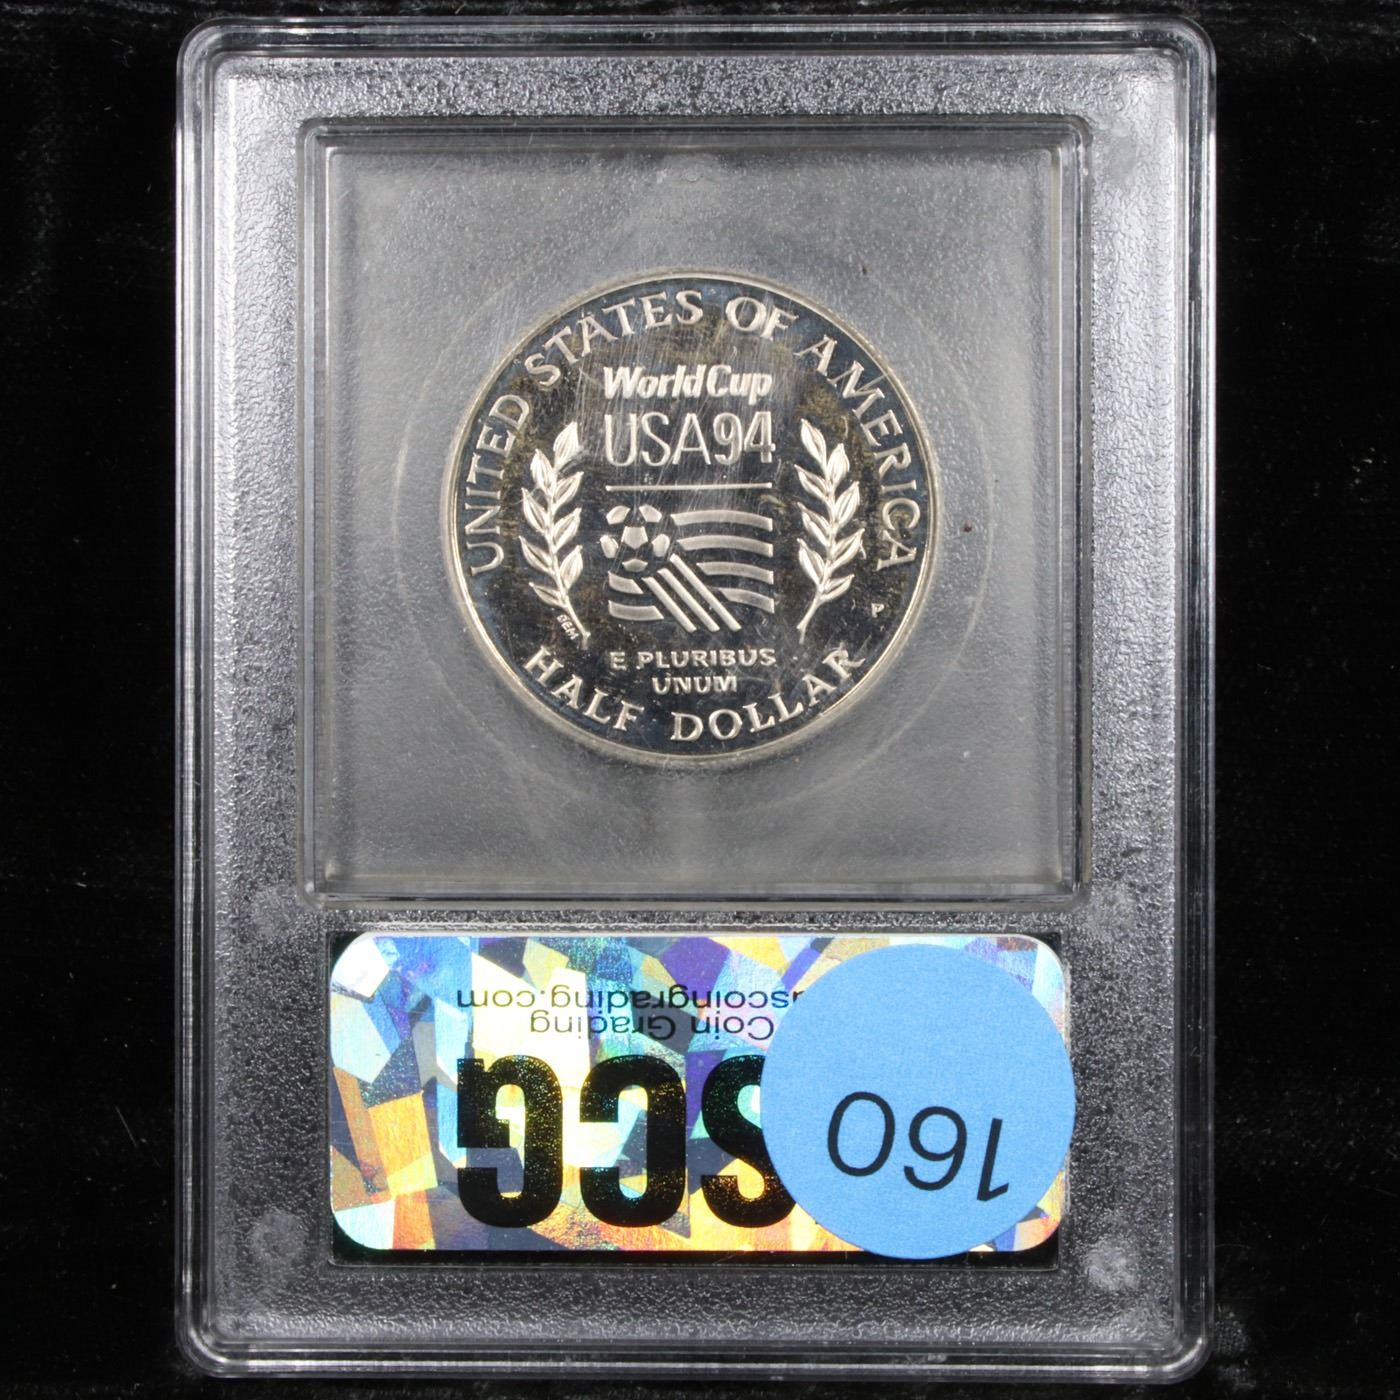 UNITED STATES OF AMERICA
World Cup
USA94
P
E PLURIBUS
UNUM
HALF DOLLAR
160
SCG
Coin Grading
scoingrading.com